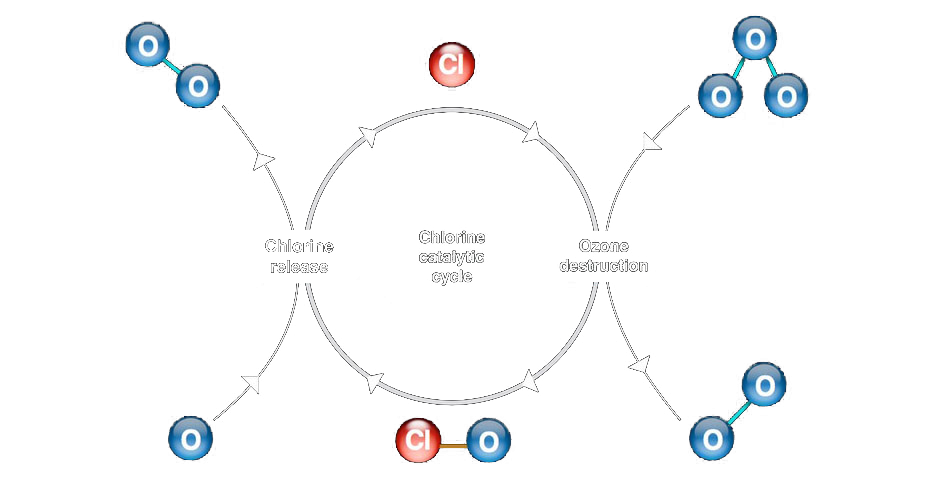 O
O
Cl
O
O
O
Chlorine
release
Chlorine
catalytic
cycle
Ozone
destruction
O
Cl
O
O
O